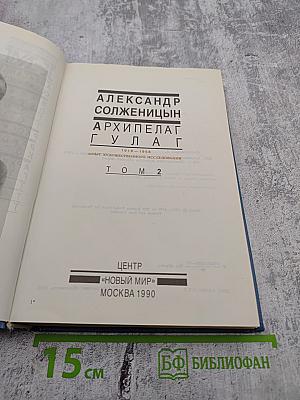 АЛЕКСАНДР
СОЛЖЕНИЦЫН
АРХИПЕЛАГ
ГУЛАГ
1918—1956
ОПЫТ ХУДОЖЕСТВЕННОГО ИССЛЕДОВАНИЯ
ТОМ 2
ЦЕНТР
«НОВЫЙ МИР»
МОСКВА 1990
1*
15 см
БФ БИБЛИОФАН